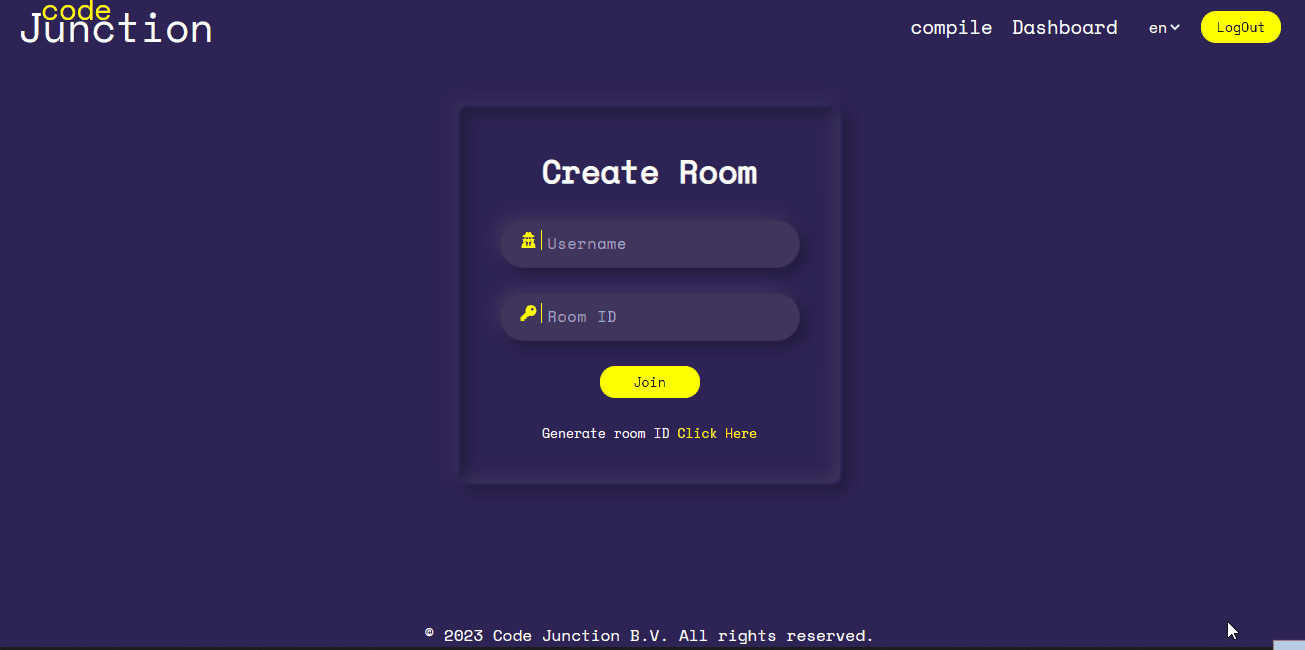 code
Junction
compile Dashboard en LogOut
Create Room
Username
Room ID
Join
Generate room ID Click Here
© 2023 Code Junction B.V. All rights reserved.